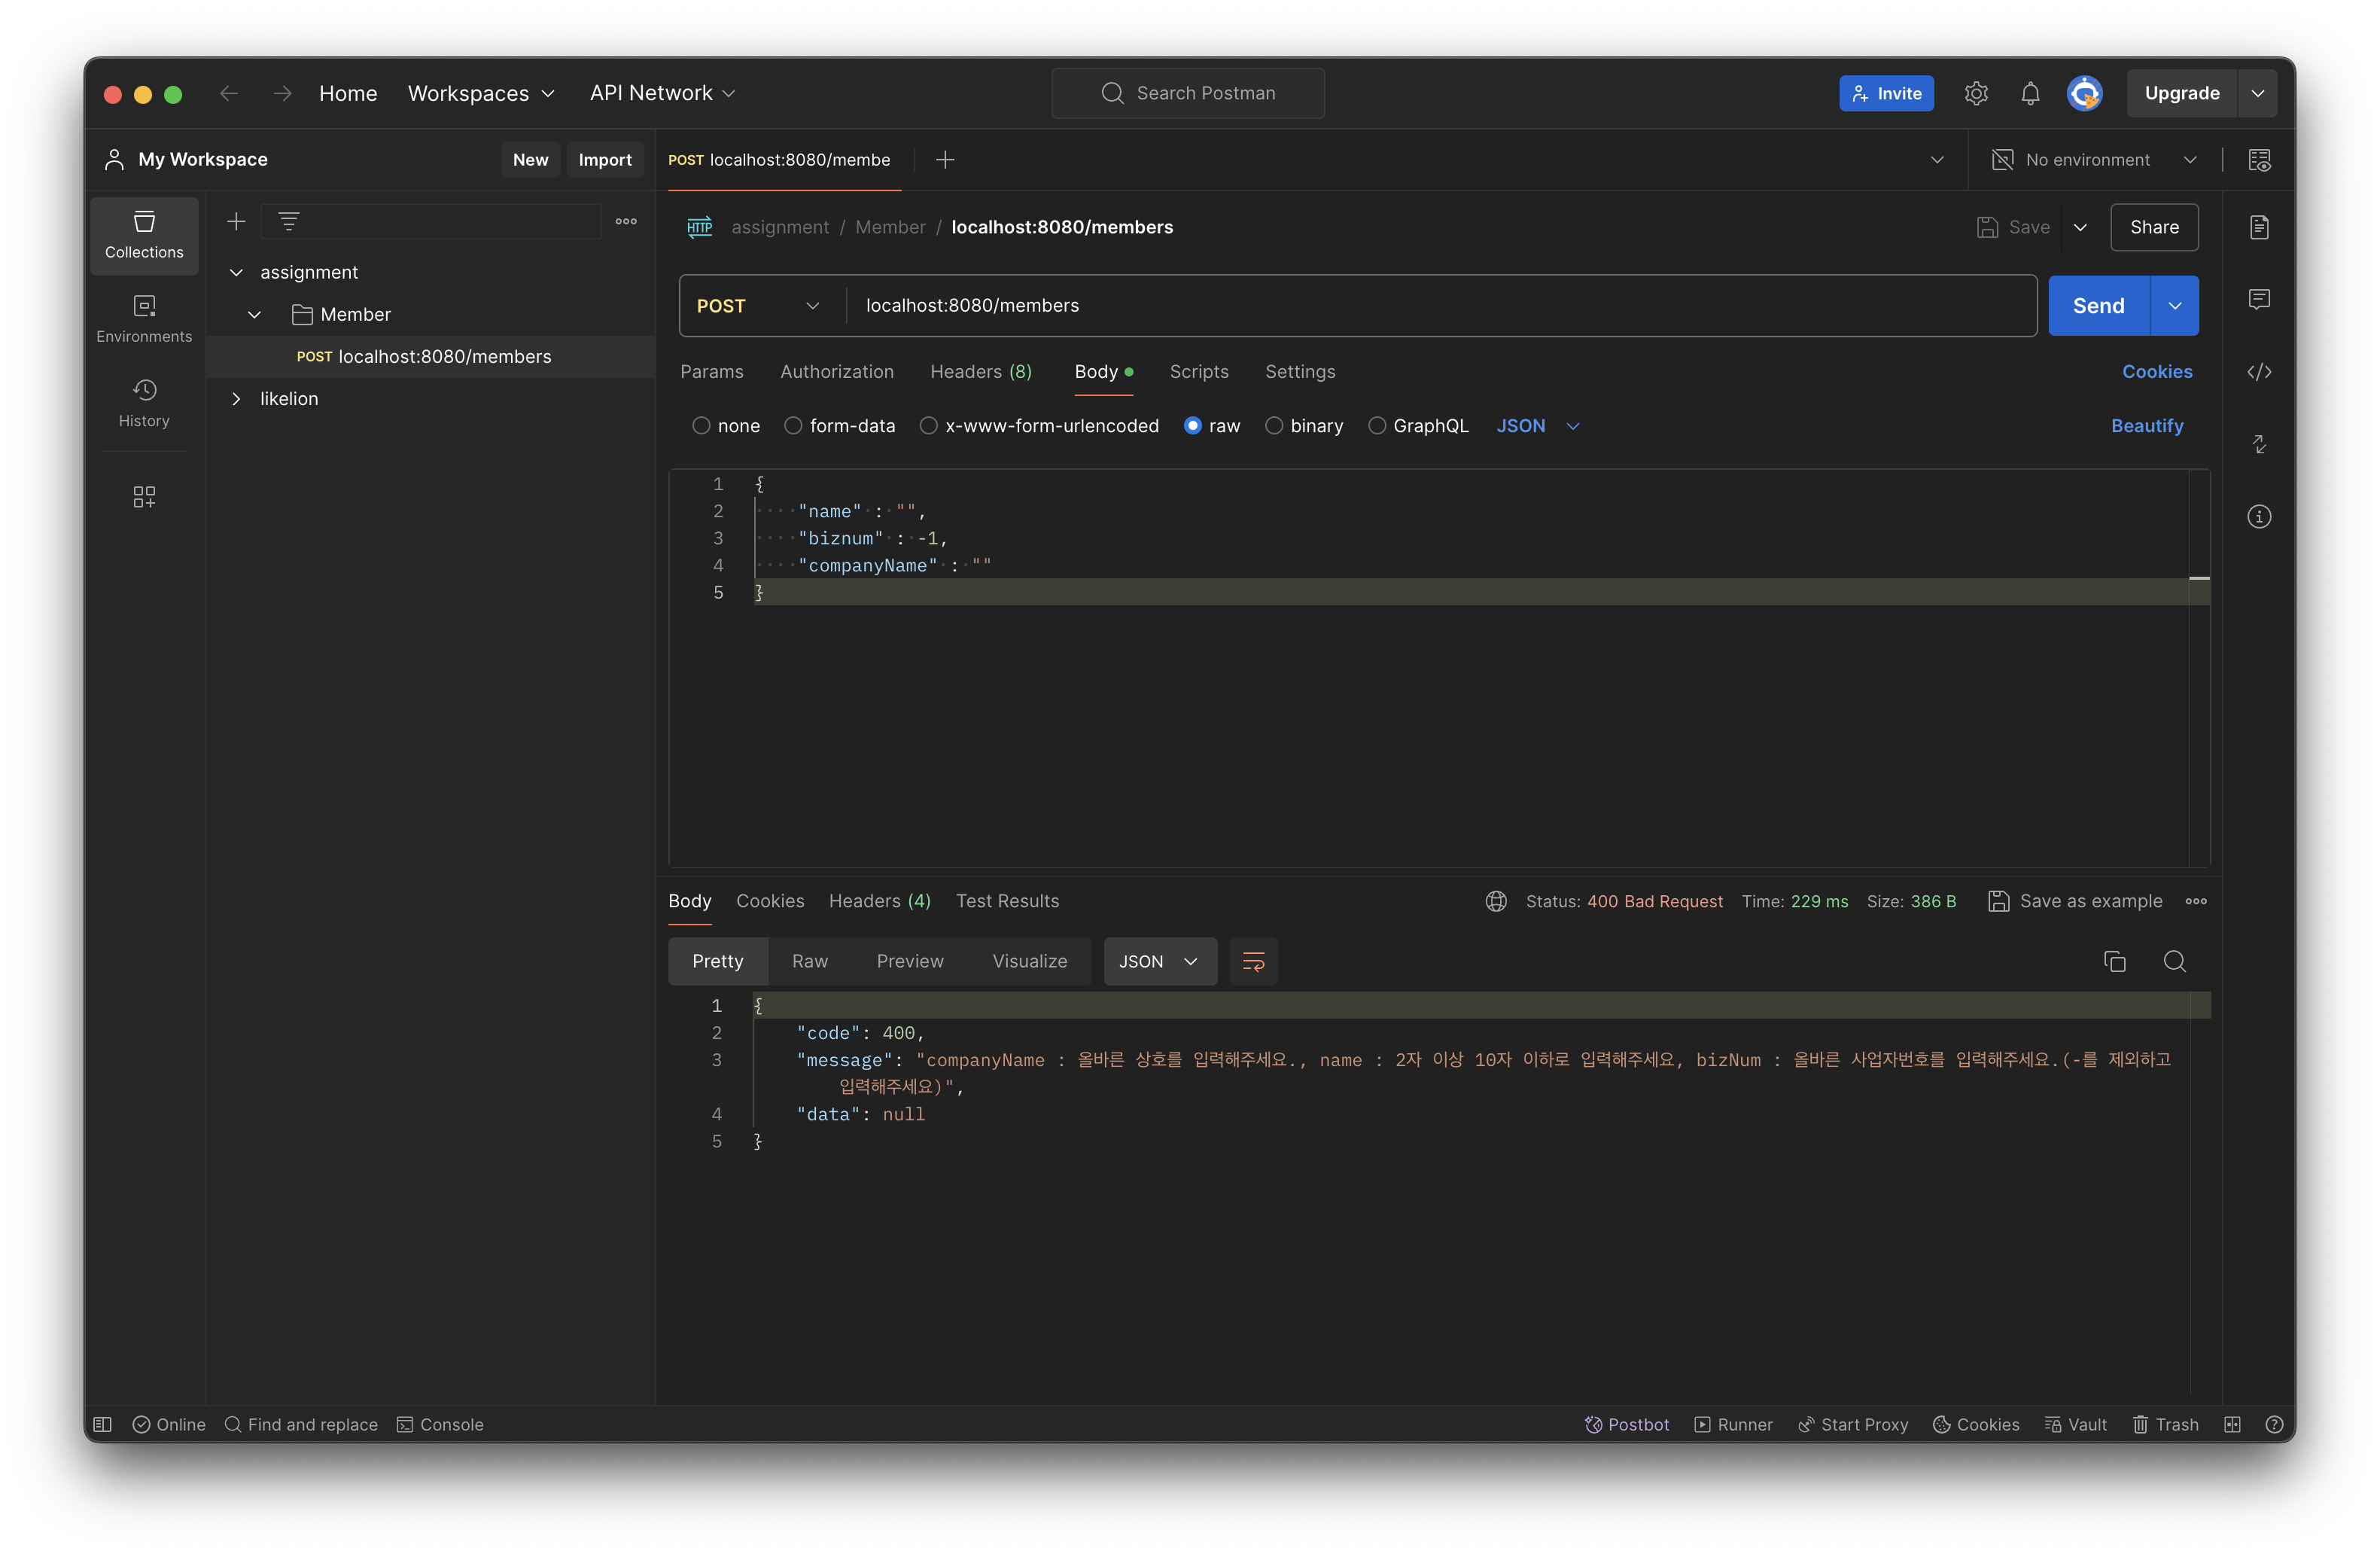 Home Workspaces API Network Search Postman Invite Upgrade
My Workspace New Import POST localhost:8080/membe No environment
Collections
Environments
History
assignment
Member
POST localhost:8080/members
likelion
HTTP assignment / Member / localhost:8080/members Save Share
POST localhost:8080/members Send
Params Authorization Headers (8) Body Scripts Settings Cookies
none form-data x-www-form-urlencoded raw binary GraphQL JSON Beautify
1 {
2 "name" : "",
3 "biznum" : -1,
4 "companyName" : ""
5 }
Body Cookies Headers (4) Test Results Status: 400 Bad Request Time: 229 ms Size: 386 B Save as example
Pretty Raw Preview Visualize JSON
1 {
2 "code": 400,
3 "message": "companyName : 올바른 상호를 입력해주세요., name : 2자 이상 10자 이하로 입력해주세요, bizNum : 올바른 사업자번호를 입력해주세요.(-를 제외하고
입력해주세요)",
4 "data": null
5 }
Online Find and replace Console Postbot Runner Start Proxy Cookies Vault Trash